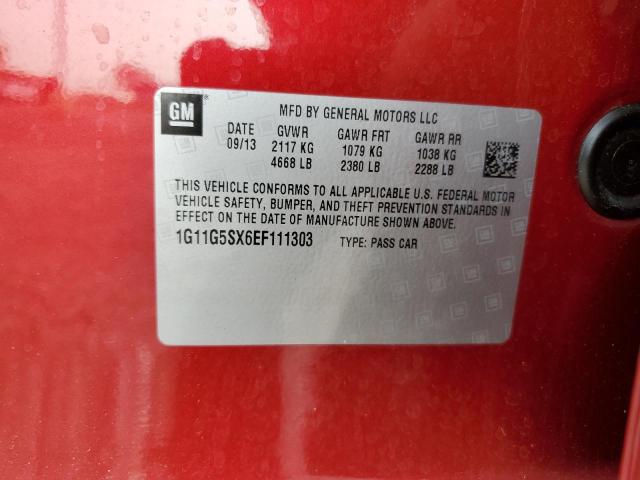 GM MFD BY GENERAL MOTORS LLC
DATE GVWR GAWR FRT GAWR RR
09/13 2117 KG 1079 KG 1038 KG
4668 LB 2380 LB 2288 LB
THIS VEHICLE CONFORMS TO ALL APPLICABLE U.S. FEDERAL MOTOR
VEHICLE SAFETY, BUMPER, AND THEFT PREVENTION STANDARDS IN
EFFECT ON THE DATE OF MANUFACTURE SHOWN ABOVE.
1G11G5SX6EF111303 TYPE: PASS CAR